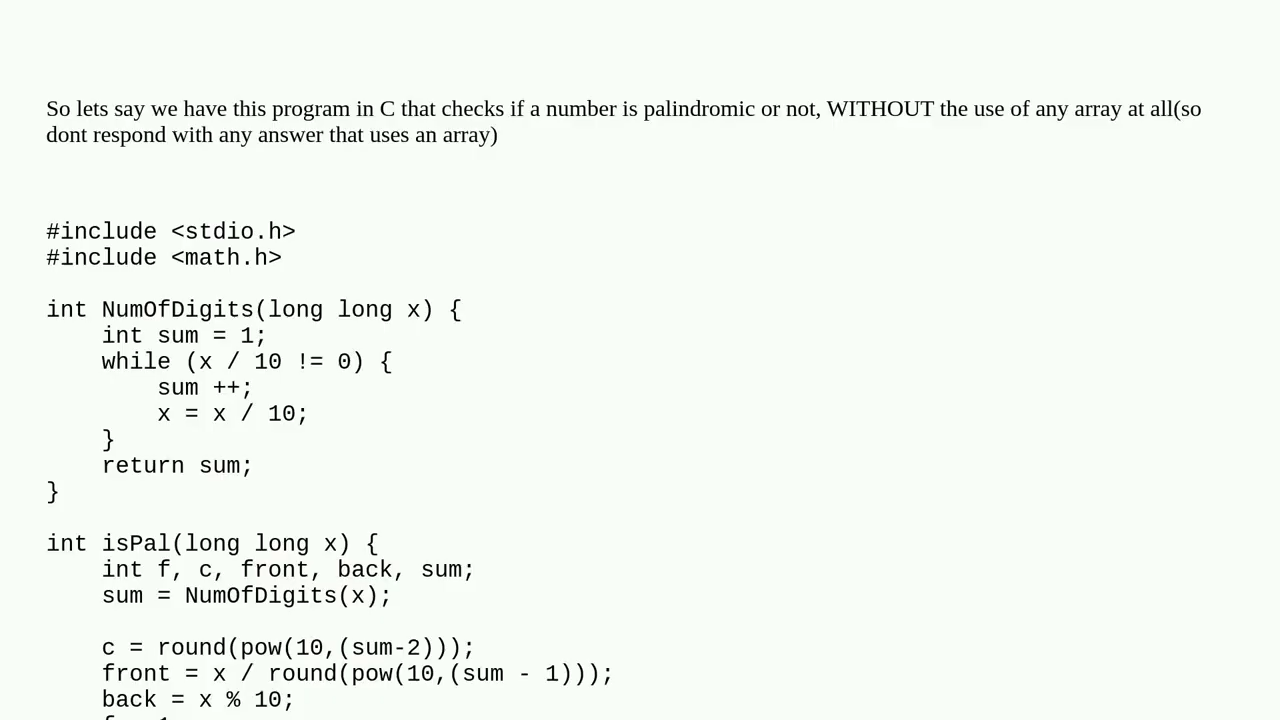 So lets say we have this program in C that checks if a number is palindromic or not, WITHOUT the use of any array at all(so
dont respond with any answer that uses an array)
#include <stdio.h>
#include <math.h>
int NumOfDigits(long long x) {
    int sum = 1;
    while (x / 10 != 0) {
        sum ++;
        x = x / 10;
    }
    return sum;
}
int isPal(long long x) {
    int f, c, front, back, sum;
    sum = NumOfDigits(x);
    c = round(pow(10,(sum-2)));
    front = x / round(pow(10,(sum - 1)));
    back = x % 10;